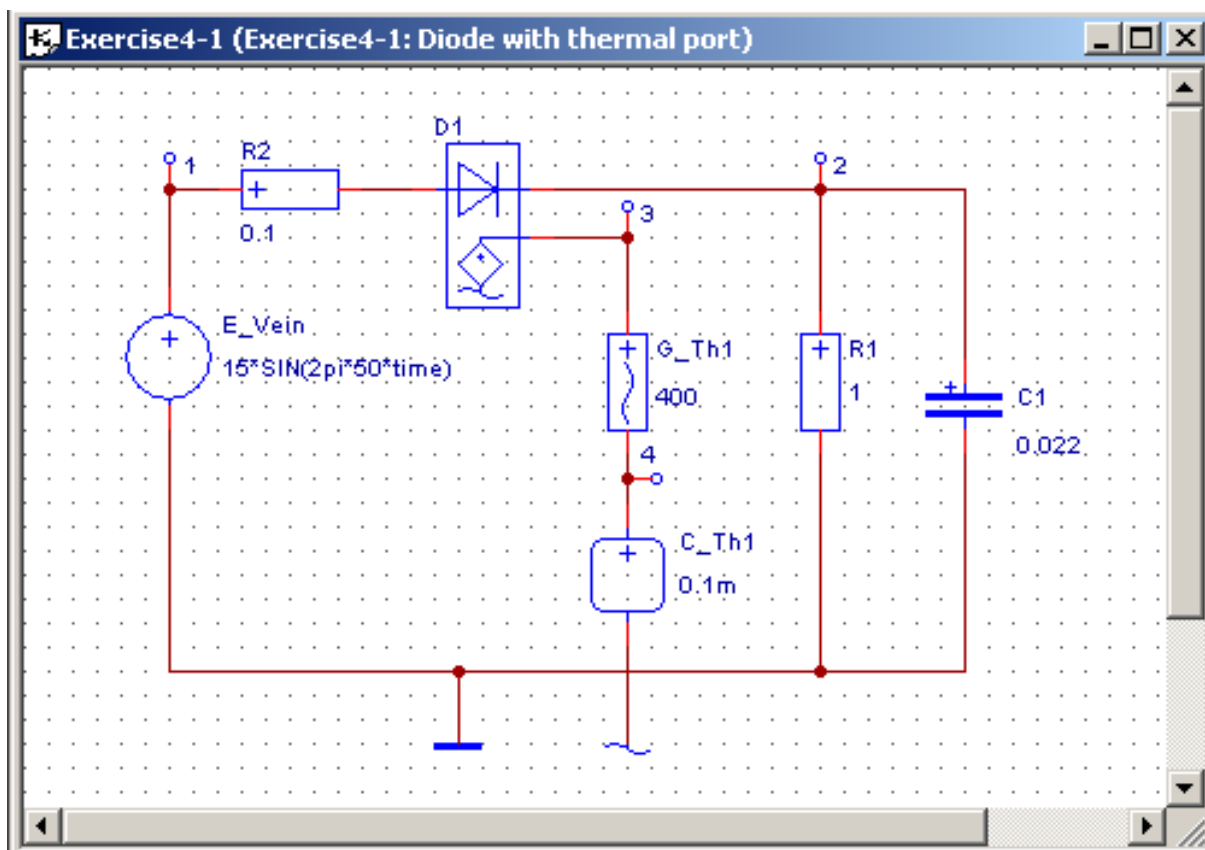 Exercise4-1 (Exercise4-1: Diode with thermal port)
D1
1
R2
2
3
0.1
E_Vein
15*SIN(2pi*50*time)
G_Th1
400
R1
1
C1
0.022
4
C_Th1
0.1m